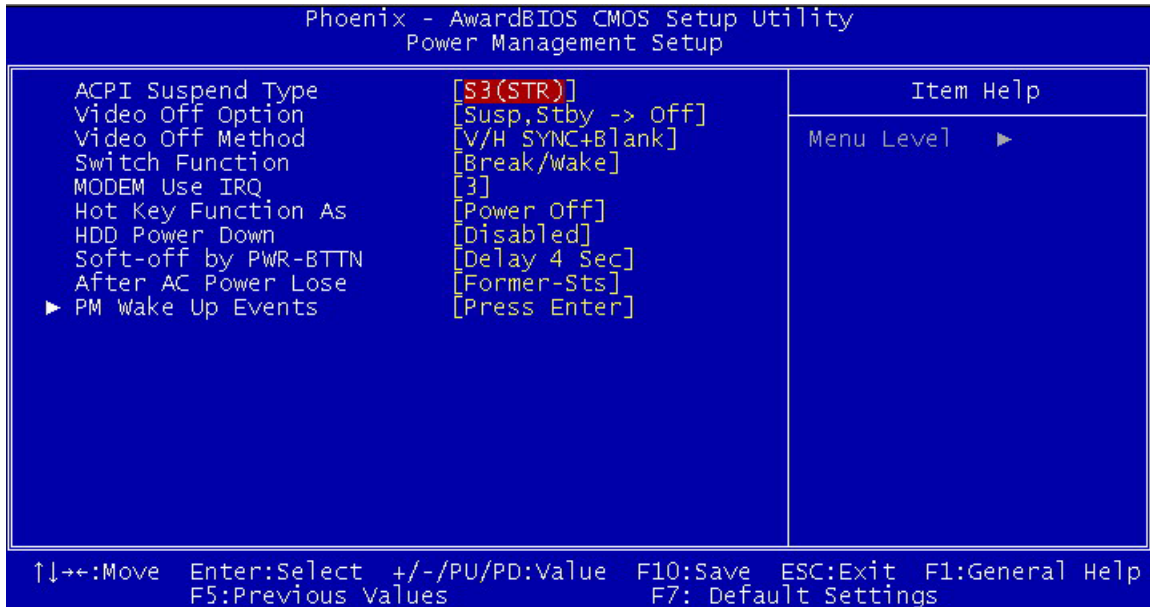 Phoenix - AwardBIOS CMOS Setup Utility
Power Management Setup
ACPI Suspend Type [S3(STR)]
Video Off Option [Susp,Stby -> Off]
Video Off Method [V/H SYNC+Blank]
Switch Function [Break/Wake]
MODEM Use IRQ [3]
Hot Key Function As [Power Off]
HDD Power Down [Disabled]
Soft-off by PWR-BTTN [Delay 4 Sec]
After AC Power Lose [Former-Sts]
► PM Wake Up Events [Press Enter]
Item Help
Menu Level ►
↑↓→←:Move Enter:Select +/-/PU/PD:Value F10:Save ESC:Exit F1:General Help
F5:Previous Values F7: Default Settings